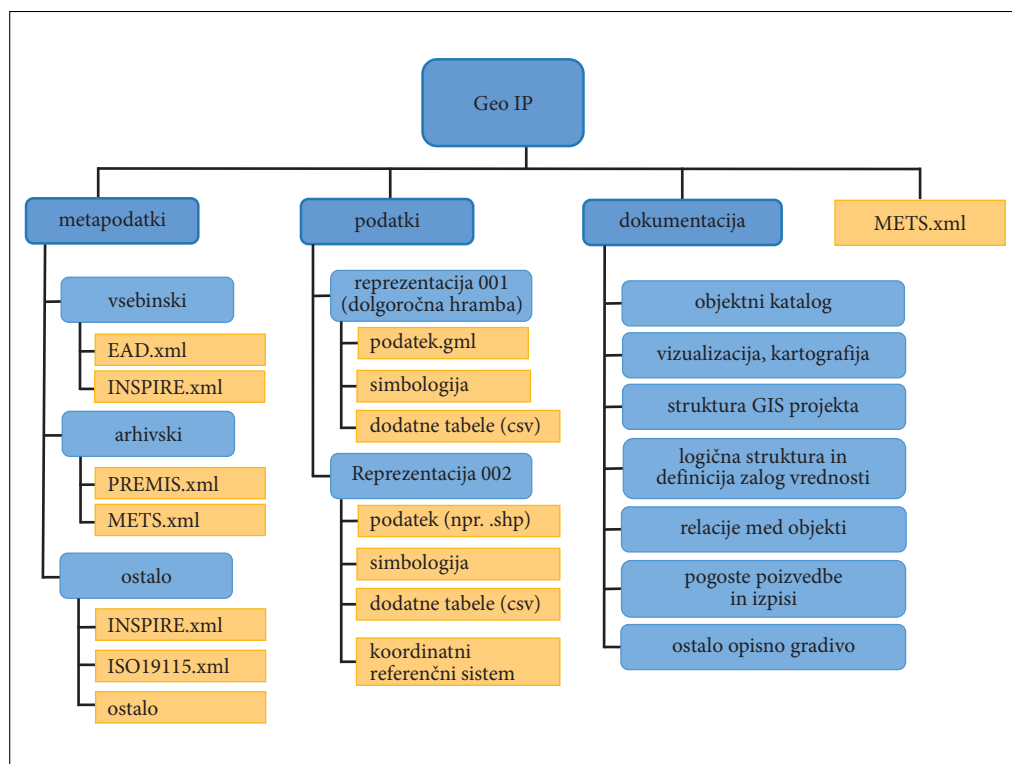 Geo IP
metapodatki
vsebinski
EAD.xml
INSPIRE.xml
arhivski
PREMIS.xml
METS.xml
ostalo
INSPIRE.xml
ISO19115.xml
ostalo
podatki
reprezentacija 001
(dolgoročna hramba)
podatek.gml
simbologija
dodatne tabele (csv)
Reprezentacija 002
podatek (npr. .shp)
simbologija
dodatne tabele (csv)
koordinatni
referenčni sistem
dokumentacija
objektni katalog
vizualizacija, kartografija
struktura GIS projekta
logična struktura in
definicija zalog vrednosti
relacije med objekti
pogoste poizvedbe
in izpisi
ostalo opisno gradivo
METS.xml